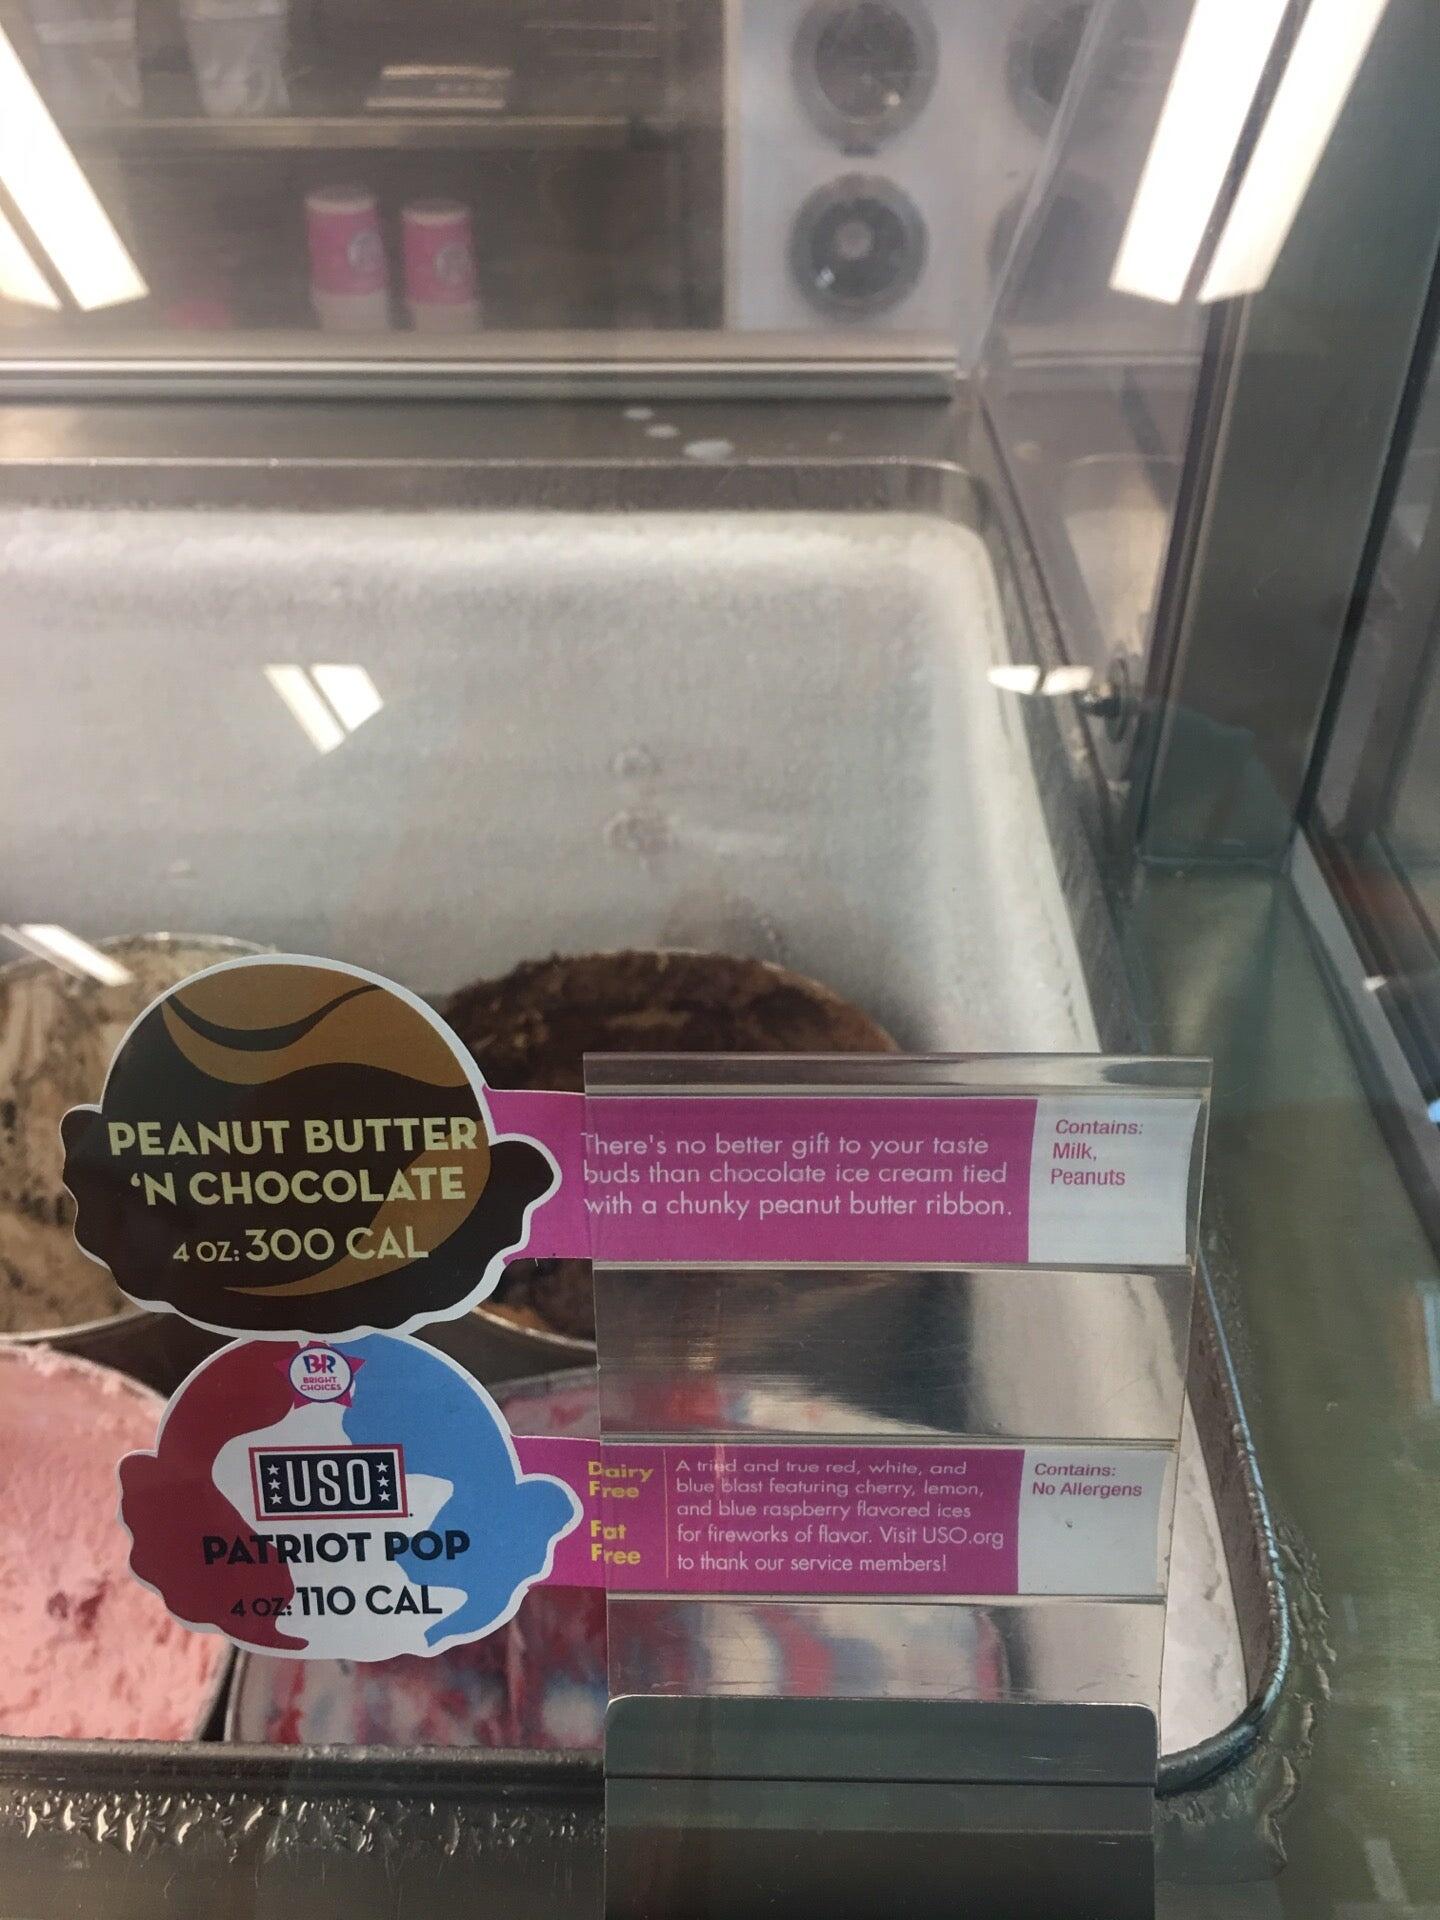 PEANUT BUTTER
'N CHOCOLATE
4 OZ: 300 CAL
There's no better gift to your taste
buds than chocolate ice cream tied
with a chunky peanut butter ribbon.
Contains:
Milk,
Peanuts
BR
BRIGHT
CHOICES
USO
PATRIOT POP
4 OZ: 110 CAL
Dairy
Free
Fat
Free
A tried and true red, white, and
blue blast featuring cherry, lemon,
and blue raspberry flavored ices
for fireworks of flavor. Visit USO.org
to thank our service members!
Contains:
No Allergens